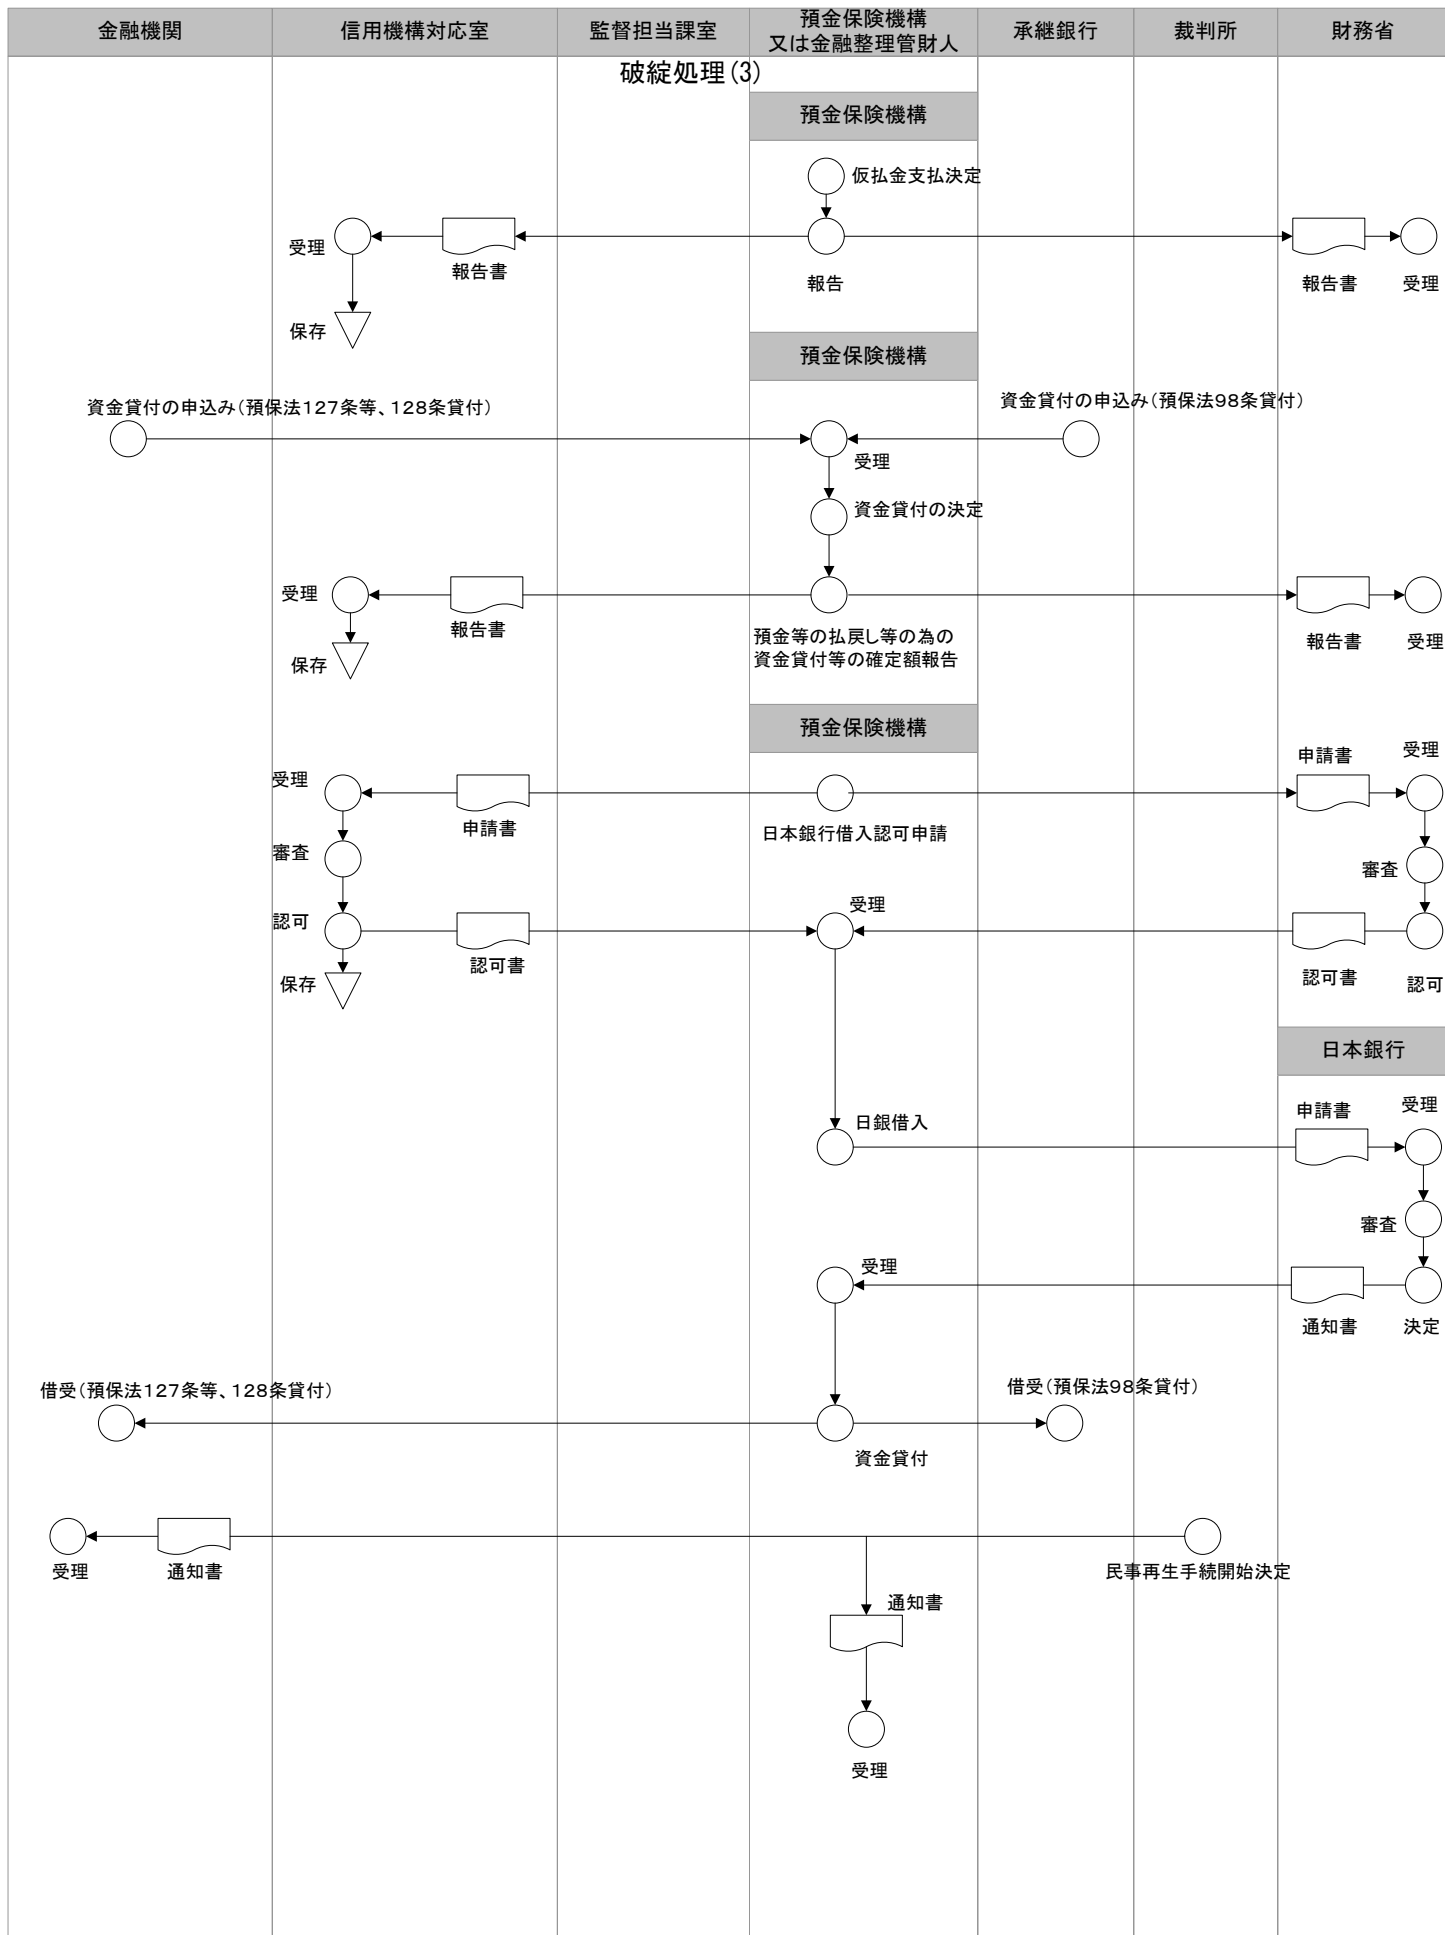 金融機関
信用機構対応室
監督担当課室
預金保険機構
又は金融整理管財人
承継銀行
裁判所
財務省
破綻処理(3)
預金保険機構
仮払金支払決定
受理
報告書
報告
報告書
受理
保存
預金保険機構
資金貸付の申込み(預保法127条等、128条貸付)
資金貸付の申込み(預保法98条貸付)
受理
資金貸付の決定
受理
報告書
預金等の払戻し等の為の
資金貸付等の確定額報告
報告書
受理
保存
預金保険機構
受理
申請書
日本銀行借入認可申請
申請書
受理
審査
審査
認可
認可書
受理
認可書
認可
保存
日本銀行
日銀借入
申請書
受理
審査
受理
通知書
決定
借受(預保法127条等、128条貸付)
借受(預保法98条貸付)
資金貸付
受理
通知書
民事再生手続開始決定
通知書
受理